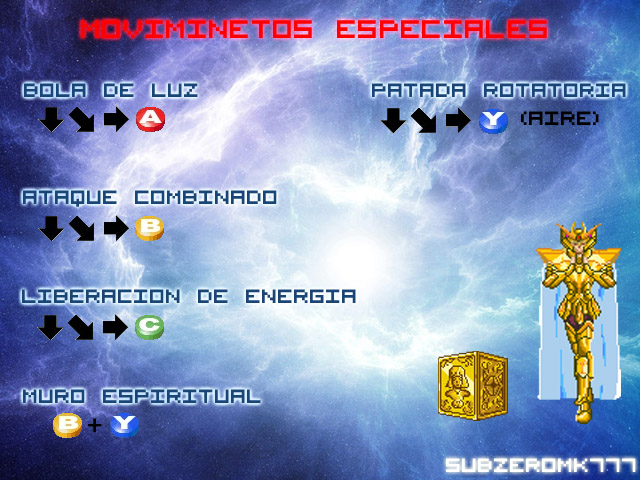 MOVIMINETOS ESPECIALES
BOLA DE LUZ
A
PATADA ROTATORIA
Y (AIRE)
ATAQUE COMBINADO
B
LIBERACION DE ENERGIA
C
MURO ESPIRITUAL
B + Y
SUBZEROMK777